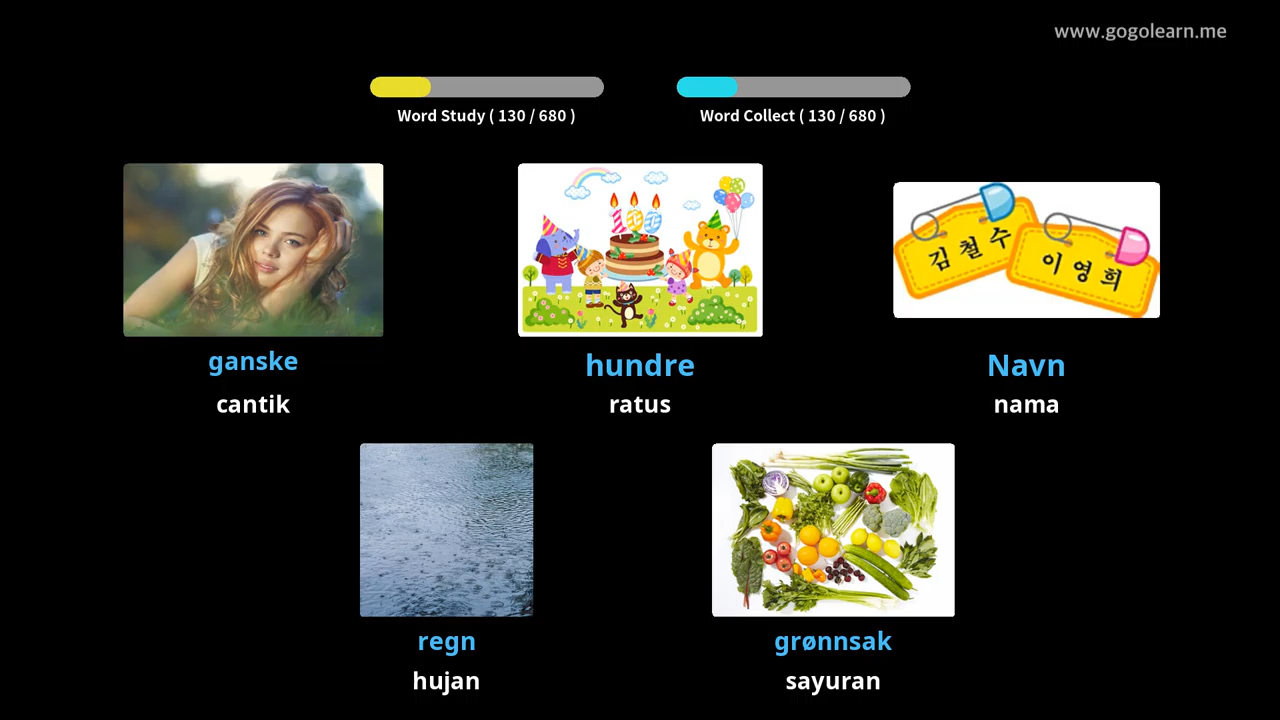 www.gogolearn.me
Word Study ( 130 / 680 )
Word Collect ( 130 / 680 )
100
김철수
이영희
ganske
hundre
Navn
cantik
ratus
nama
regn
grønnsak
hujan
sayuran